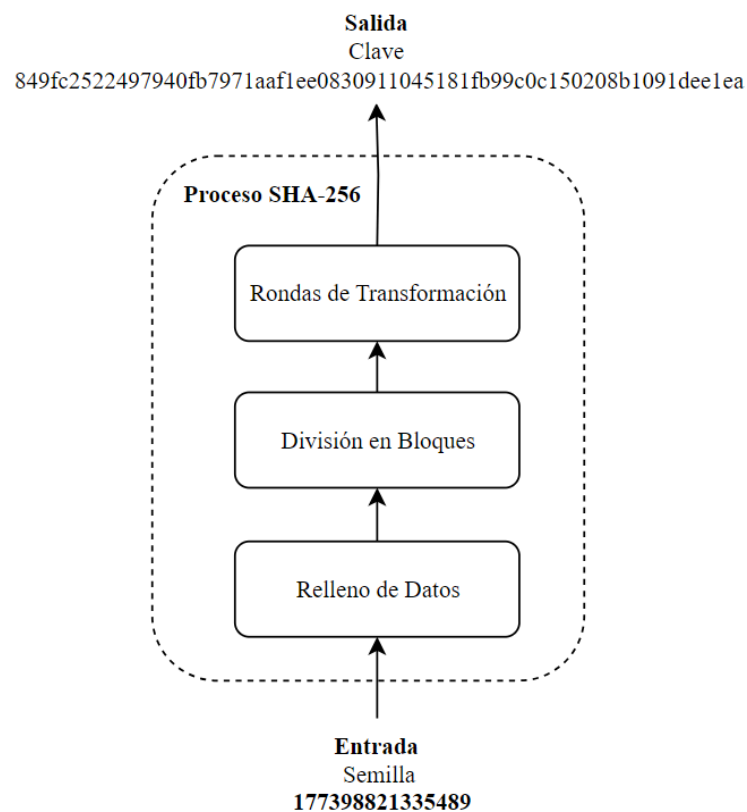 Salida
Clave
849fc2522497940fb7971aaf1ee0830911045181fb99c0c150208b1091dee1ea
Proceso SHA-256
Rondas de Transformación
División en Bloques
Relleno de Datos
Entrada
Semilla
177398821335489